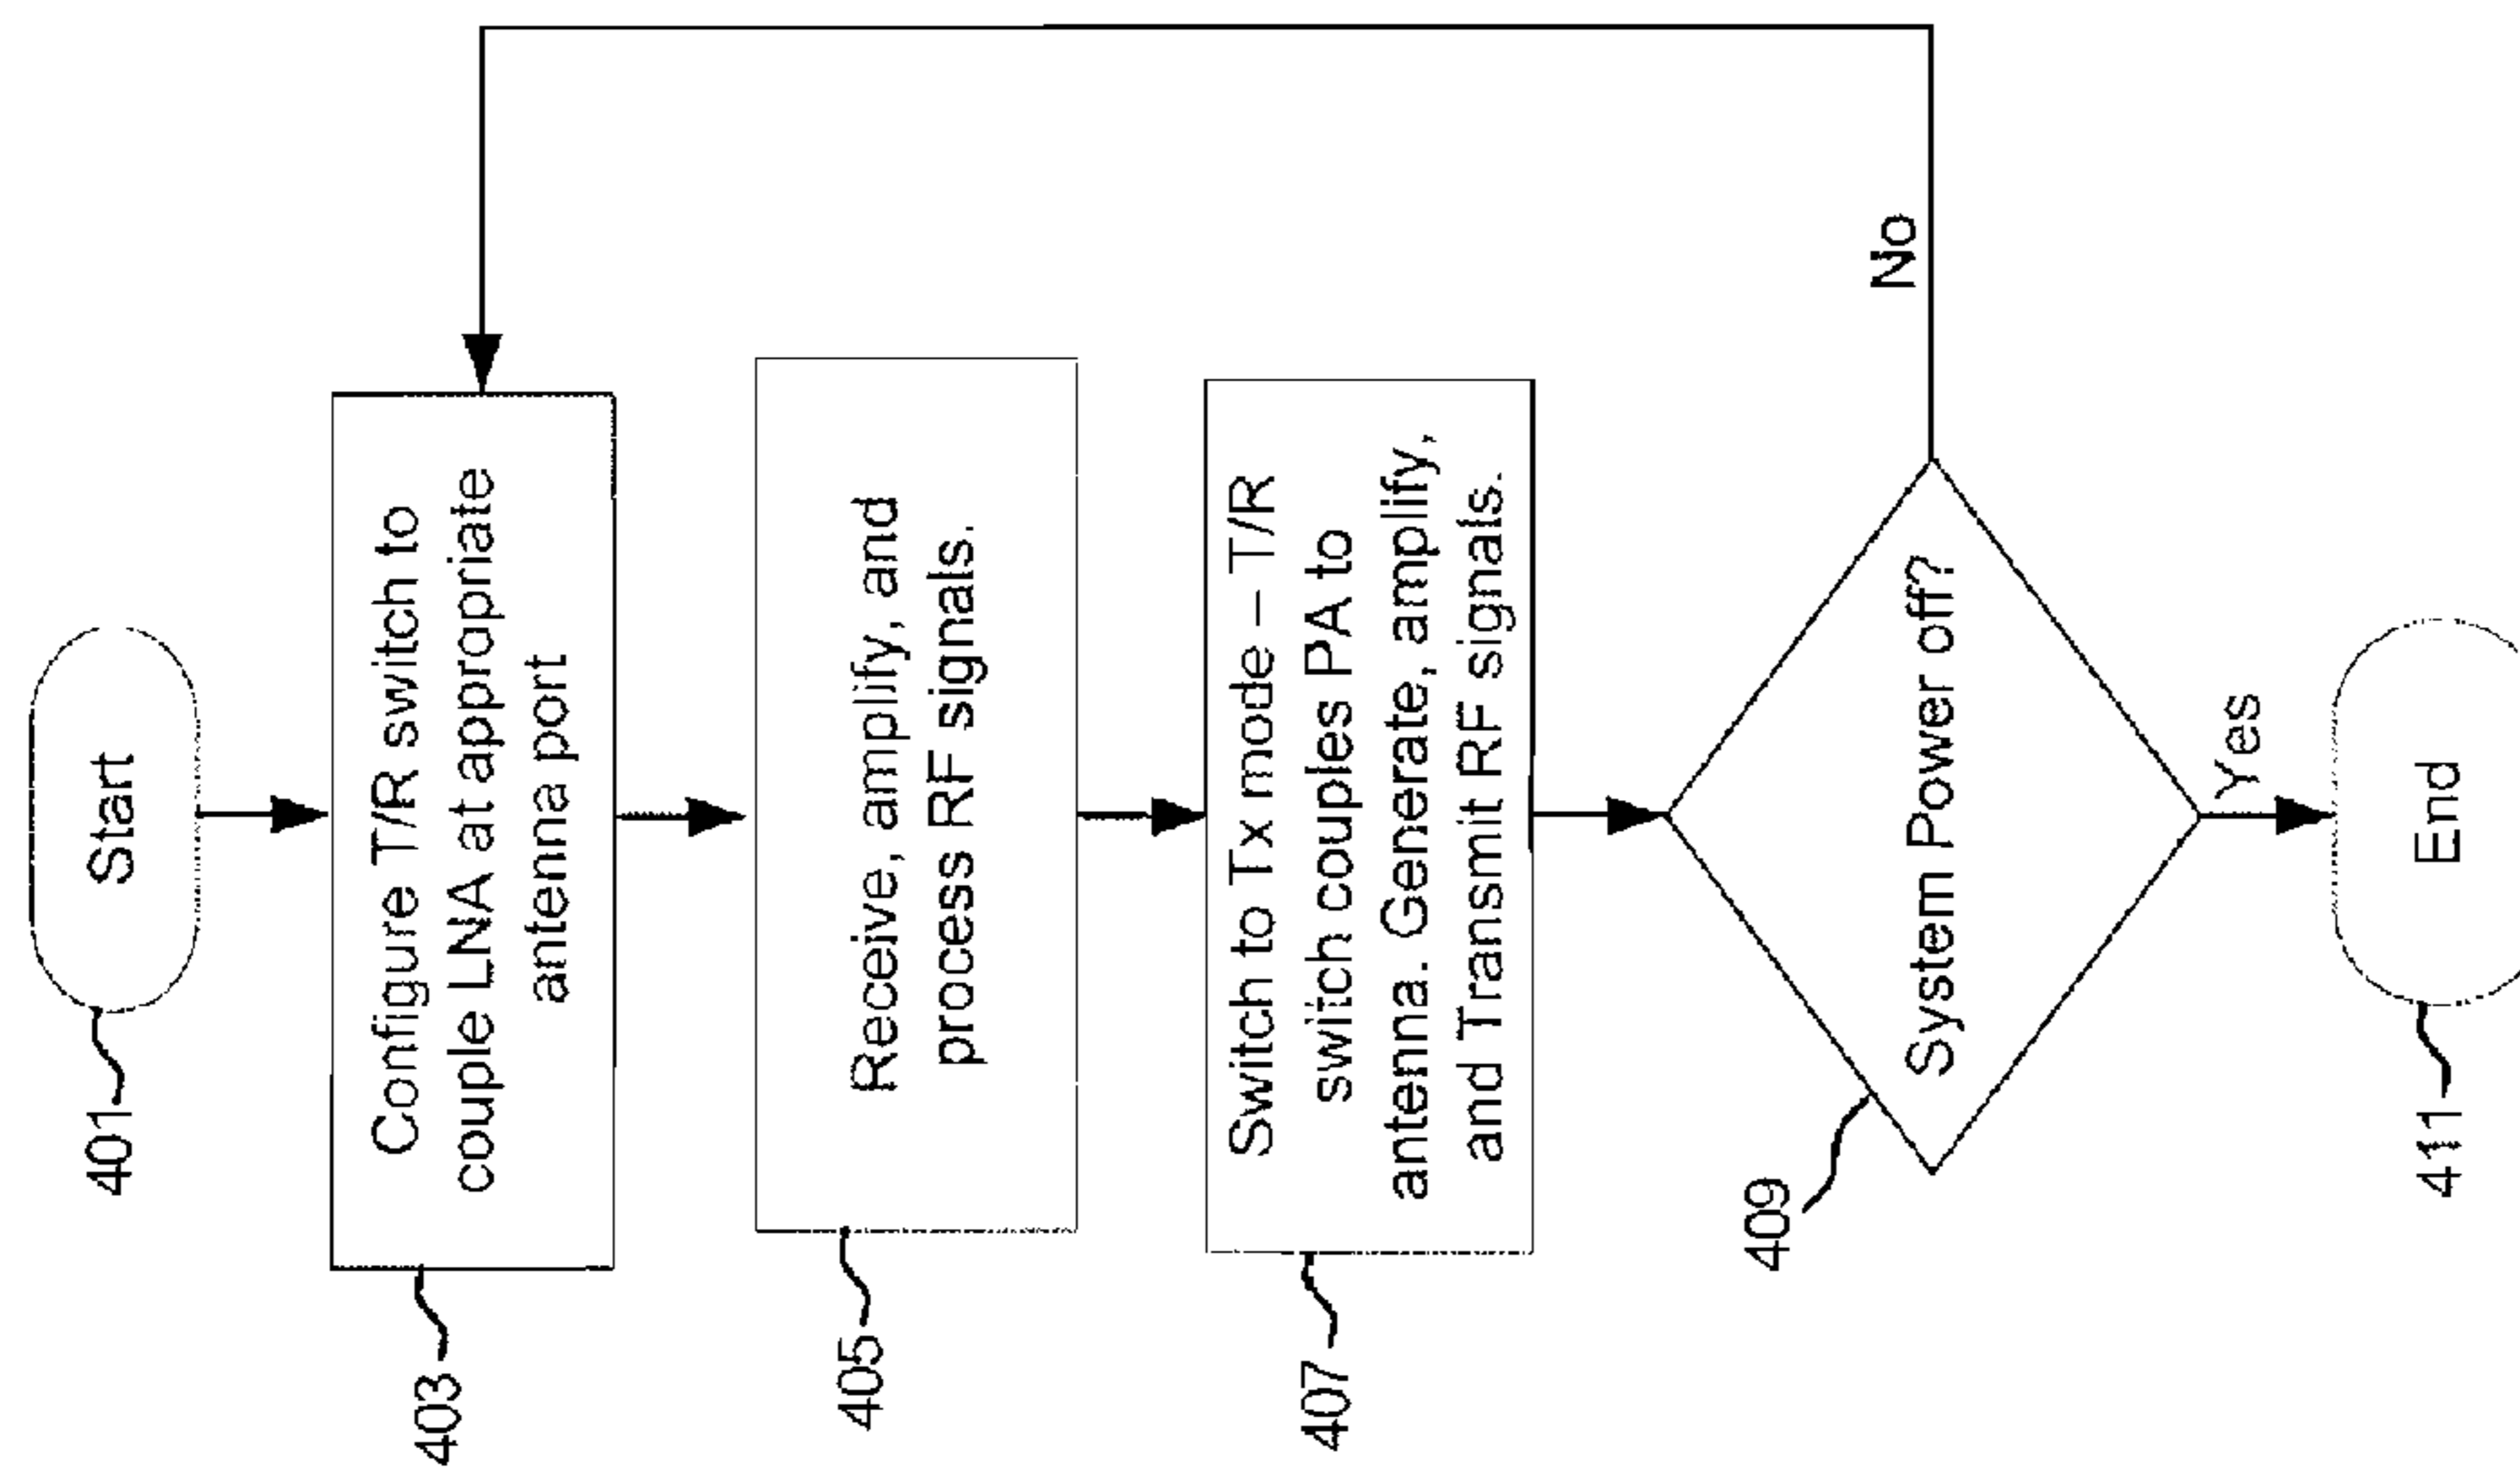 401
Start
403
Configure T/R switch to
couple LNA at appropriate
antenna port
405
Receive, amplify, and
process RF signals.
407
Switch to Tx mode – T/R
switch couples PA to
antenna. Generate, amplify,
and Transmit RF signals.
409
System Power off?
No
Yes
411
End